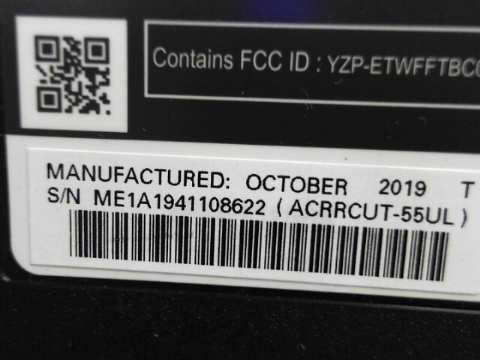 Contains FCC ID : YZP-ETWFFTBC
MANUFACTURED: OCTOBER 2019 T
S/N ME1A1941108622 ( ACRRCUT-55UL )